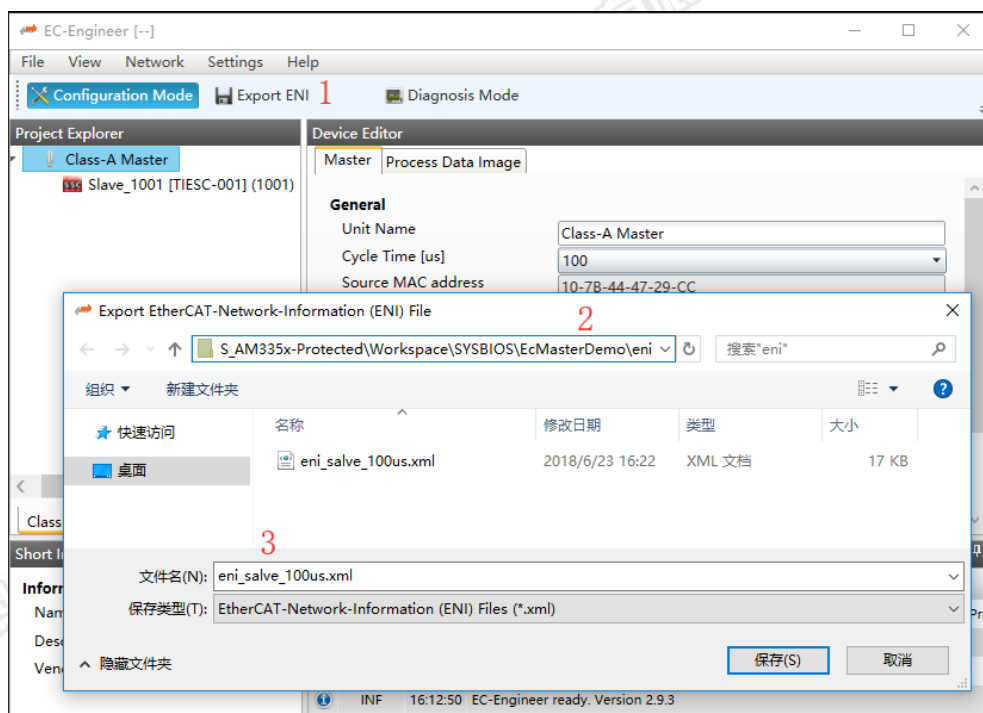 EC-Engineer [--]
File View Network Settings Help
Configuration Mode Export ENI 1 Diagnosis Mode
Project Explorer
Device Editor
Class-A Master
Slave_1001 [TIESC-001] (1001)
Master Process Data Image
General
Unit Name Class-A Master
Cycle Time [us] 100
Source MAC address 10-7B-44-47-29-CC
Export EtherCAT-Network-Information (ENI) File
2
S_AM335x-Protected\Workspace\SYSBIOS\EcMasterDemo\eni 搜索"eni"
组织 新建文件夹
快速访问
桌面
名称 修改日期 类型 大小
eni_salve_100us.xml 2018/6/23 16:22 XML 文档 17 KB
3
文件名(N): eni_salve_100us.xml
保存类型(T): EtherCAT-Network-Information (ENI) Files (*.xml)
隐藏文件夹 保存(S) 取消
Class
Short I
Inforr
Nam
Desc
Venc
INF 16:12:50 EC-Engineer ready. Version 2.9.3